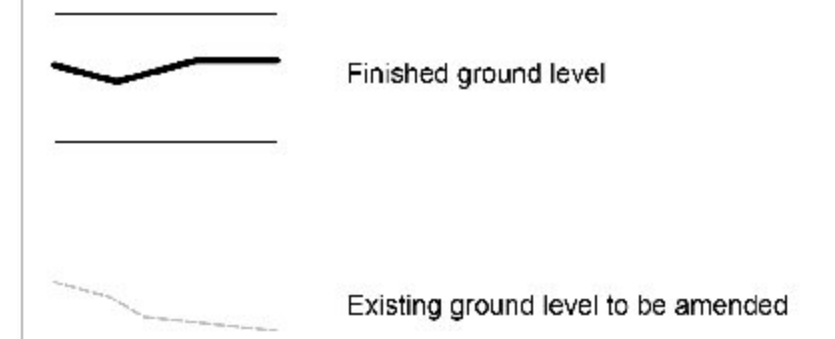 Finished ground level
Existing ground level to be amended